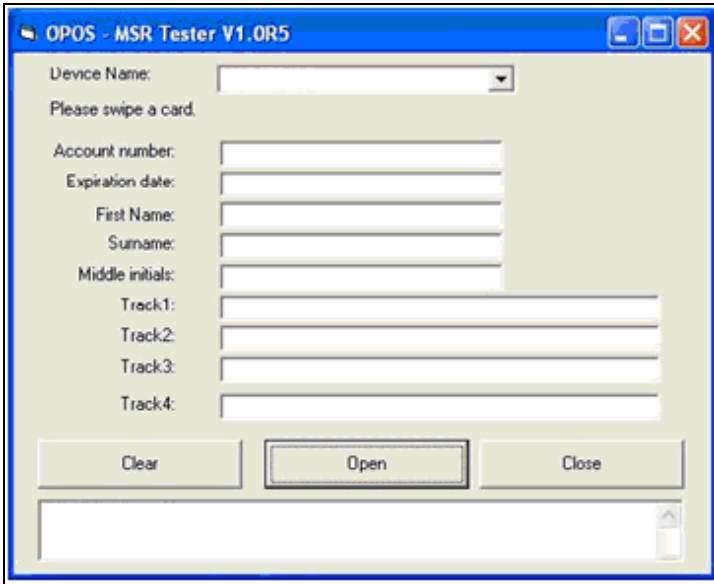 OPOS - MSR Tester V1.0R5
Device Name:
Please swipe a card.
Account number:
Expiration date:
First Name:
Surname:
Middle initials:
Track1:
Track2:
Track3:
Track4:
Clear Open Close